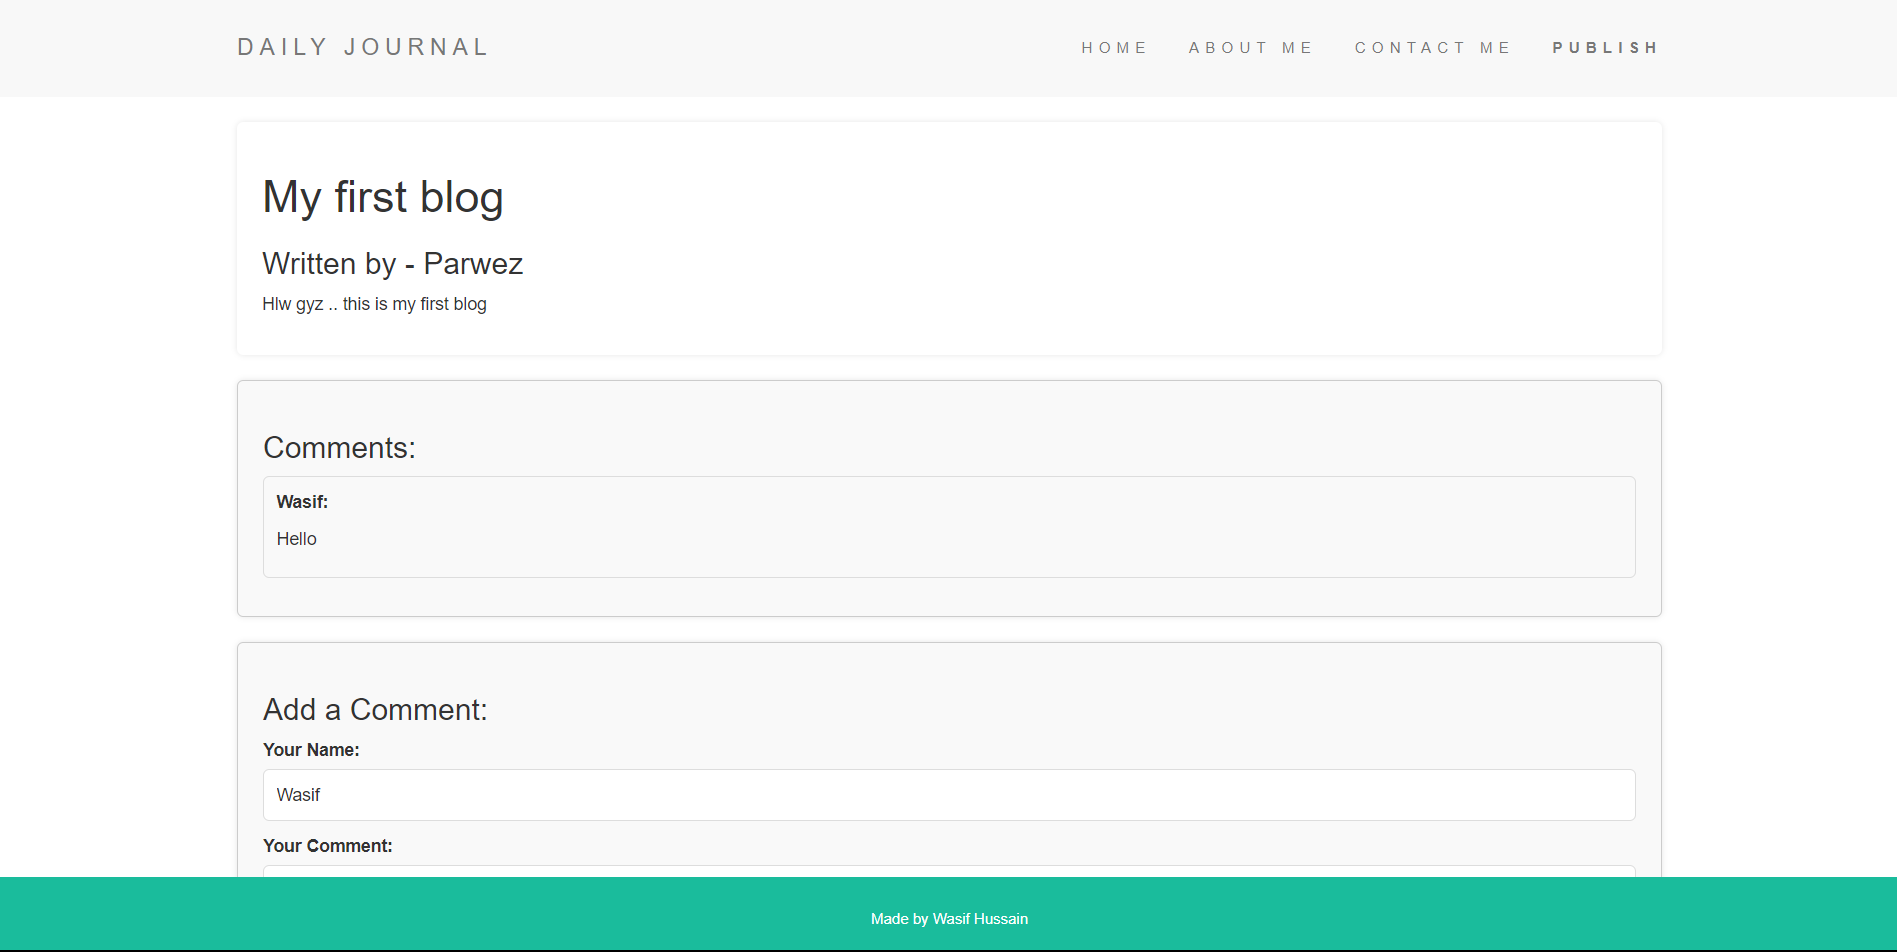 DAILY JOURNAL
HOME ABOUT ME CONTACT ME PUBLISH
My first blog
Written by - Parwez
Hlw gyz .. this is my first blog
Comments:
Wasif:
Hello
Add a Comment:
Your Name:
Wasif
Your Comment:
Made by Wasif Hussain